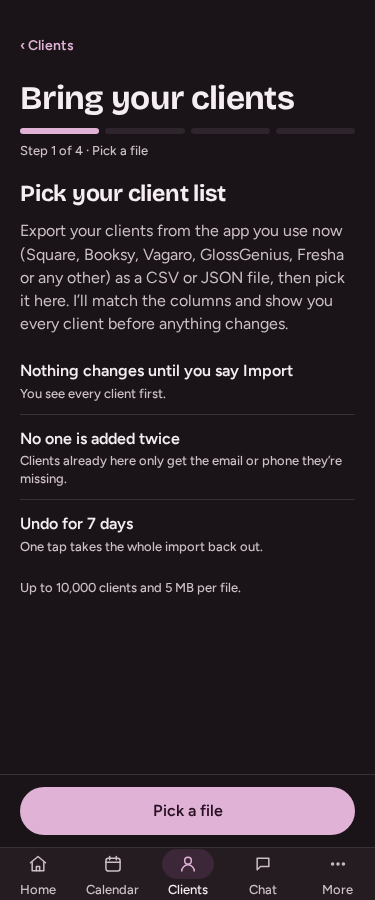 ‹ Clients
Bring your clients
Step 1 of 4 · Pick a file
Pick your client list
Export your clients from the app you use now
(Square, Booksy, Vagaro, GlossGenius, Fresha
or any other) as a CSV or JSON file, then pick
it here. I’ll match the columns and show you
every client before anything changes.
Nothing changes until you say Import
You see every client first.
No one is added twice
Clients already here only get the email or phone they’re
missing.
Undo for 7 days
One tap takes the whole import back out.
Up to 10,000 clients and 5 MB per file.
Pick a file
Home Calendar Clients Chat More